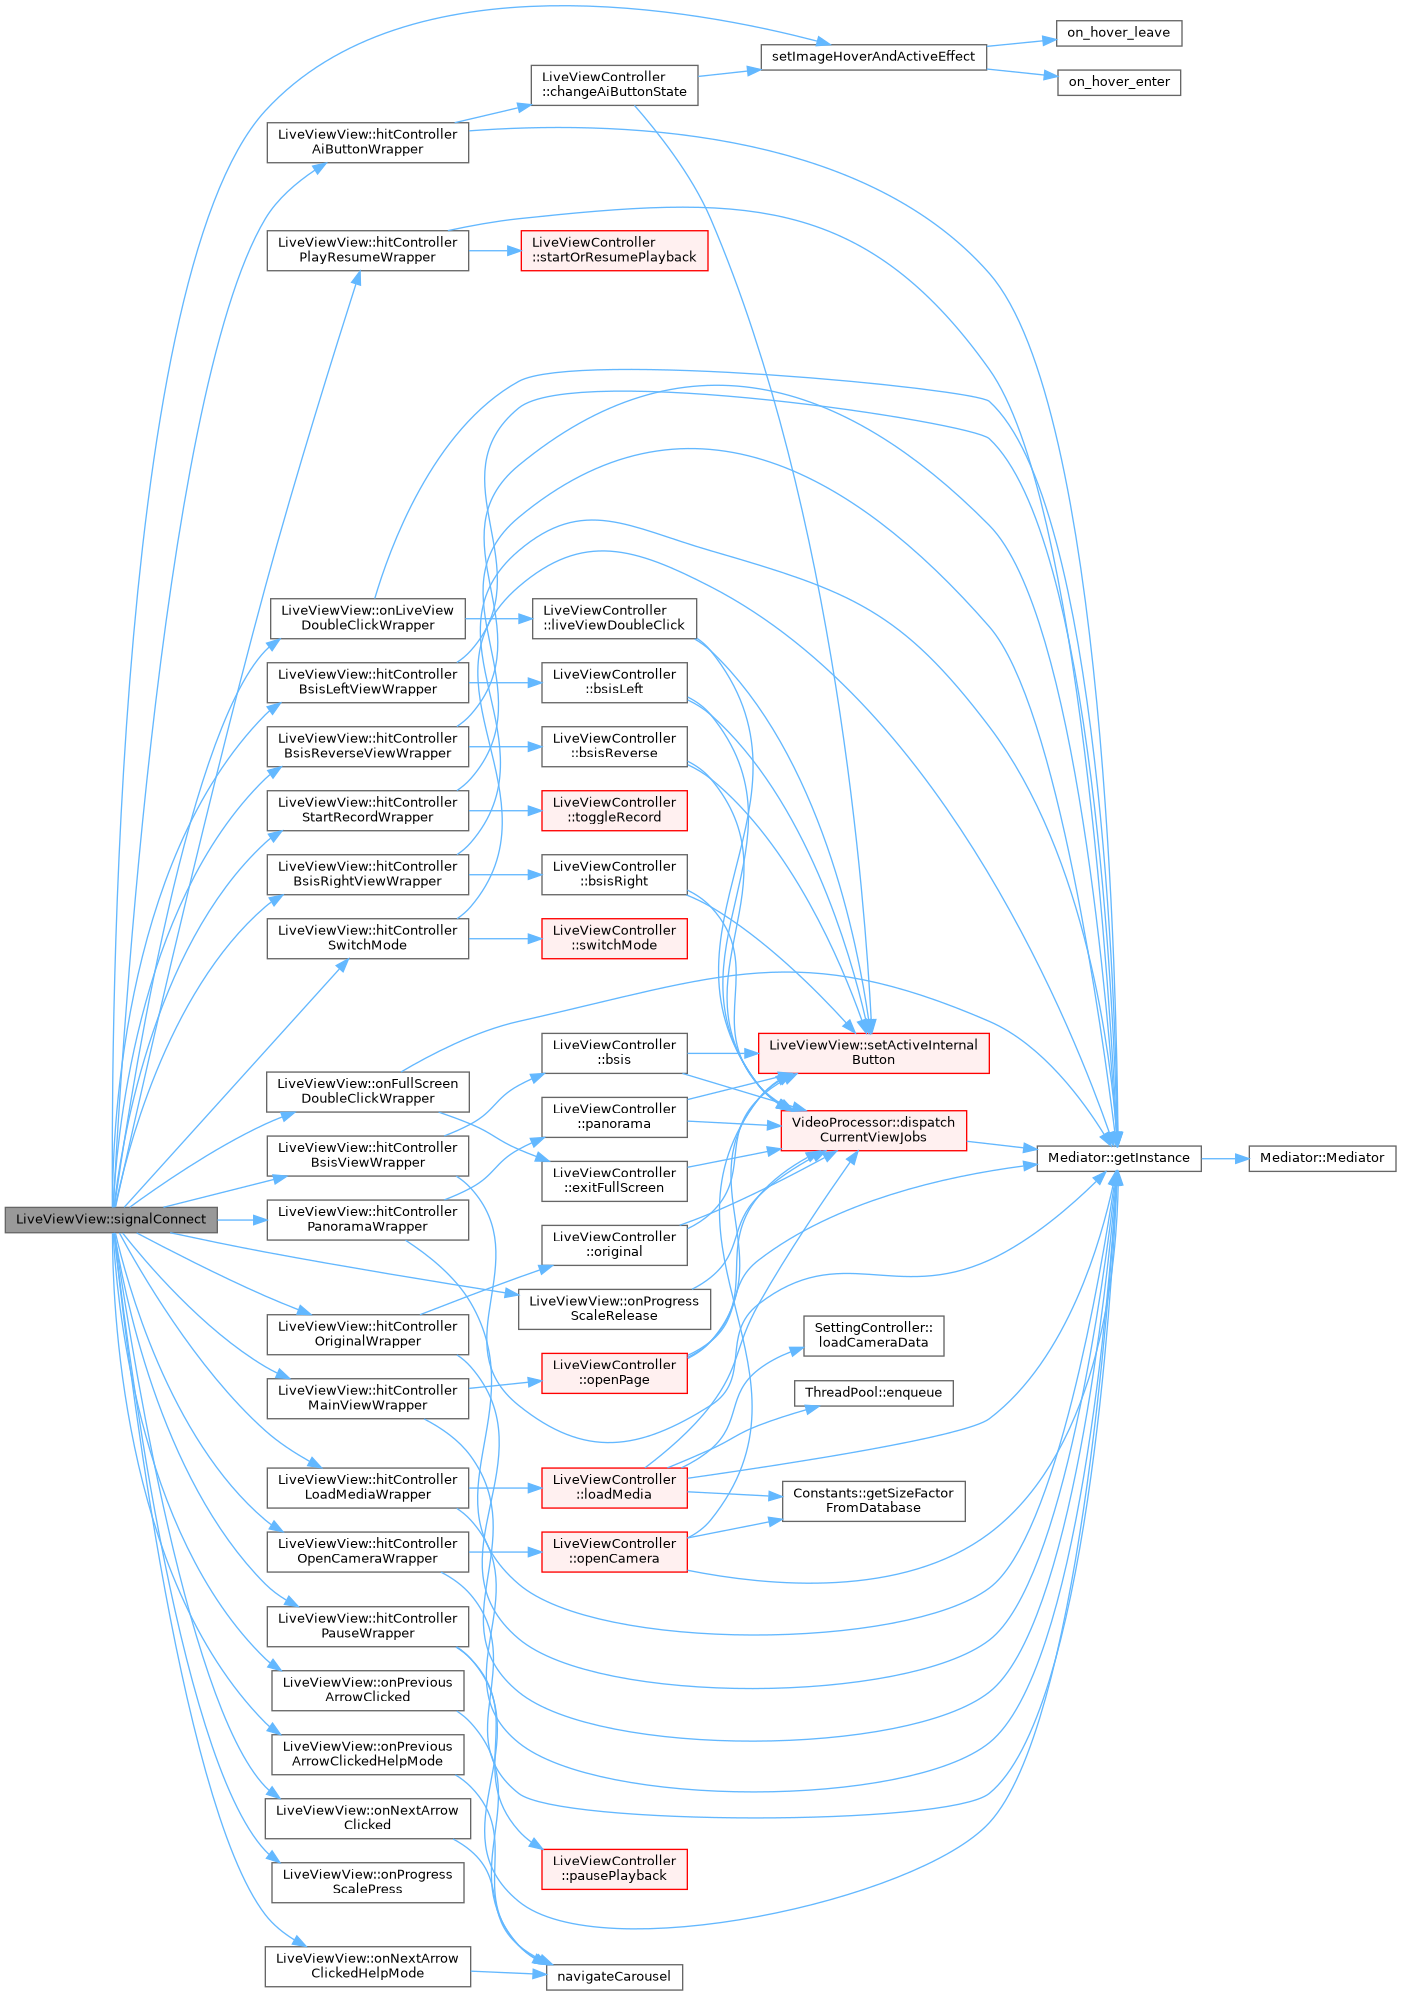 on_hover_leave
setImageHoverAndActiveEffect
on_hover_enter
LiveViewController
::changeAiButtonState
LiveViewView::hitController
AiButtonWrapper
LiveViewView::hitController
PlayResumeWrapper
LiveViewController
::startOrResumePlayback
LiveViewView::onLiveView
DoubleClickWrapper
LiveViewController
::liveViewDoubleClick
LiveViewView::hitController
BsisLeftViewWrapper
LiveViewController
::bsisLeft
LiveViewView::hitController
BsisReverseViewWrapper
LiveViewController
::bsisReverse
LiveViewView::hitController
StartRecordWrapper
LiveViewController
::toggleRecord
LiveViewView::hitController
BsisRightViewWrapper
LiveViewController
::bsisRight
LiveViewView::hitController
SwitchMode
LiveViewController
::switchMode
LiveViewController
::bsis
LiveViewView::setActiveInternal
Button
LiveViewView::onFullScreen
DoubleClickWrapper
LiveViewController
::panorama
VideoProcessor::dispatch
CurrentViewJobs
LiveViewView::hitController
BsisViewWrapper
LiveViewController
::exitFullScreen
Mediator::getInstance
Mediator::Mediator
LiveViewView::signalConnect
LiveViewView::hitController
PanoramaWrapper
LiveViewController
::original
LiveViewView::onProgress
ScaleRelease
LiveViewView::hitController
OriginalWrapper
SettingController::
loadCameraData
LiveViewController
::openPage
LiveViewView::hitController
MainViewWrapper
ThreadPool::enqueue
LiveViewView::hitController
LoadMediaWrapper
LiveViewController
::loadMedia
Constants::getSizeFactor
FromDatabase
LiveViewView::hitController
OpenCameraWrapper
LiveViewController
::openCamera
LiveViewView::hitController
PauseWrapper
LiveViewView::onPrevious
ArrowClicked
LiveViewView::onPrevious
ArrowClickedHelpMode
LiveViewView::onNextArrow
Clicked
LiveViewController
::pausePlayback
LiveViewView::onProgress
ScalePress
LiveViewView::onNextArrow
ClickedHelpMode
navigateCarousel